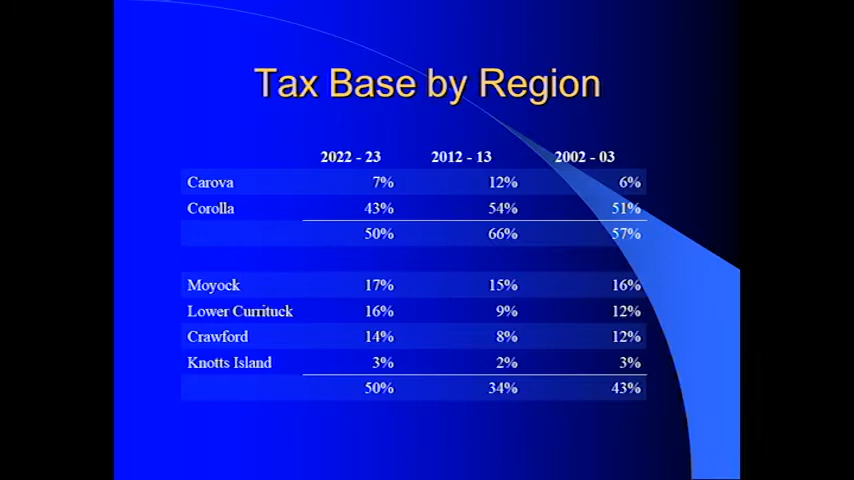 Tax Base by Region
2022 - 23 2012 - 13 2002 - 03
Carova 7% 12% 6%
Corolla 43% 54% 51%
50% 66% 57%
Moyock 17% 15% 16%
Lower Currituck 16% 9% 12%
Crawford 14% 8% 12%
Knotts Island 3% 2% 3%
50% 34% 43%